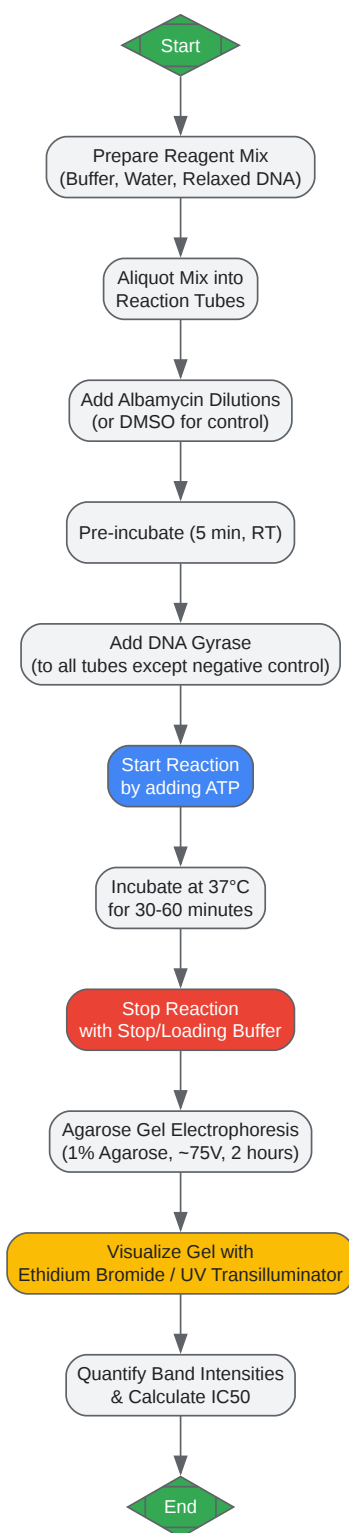 Start
Prepare Reagent Mix
(Buffer, Water, Relaxed DNA)
Aliquot Mix into
Reaction Tubes
Add Albamycin Dilutions
(or DMSO for control)
Pre-incubate (5 min, RT)
Add DNA Gyrase
(to all tubes except negative control)
Start Reaction
by adding ATP
Incubate at 37°C
for 30-60 minutes
Stop Reaction
with Stop/Loading Buffer
Agarose Gel Electrophoresis
(1% Agarose, ~75V, 2 hours)
Visualize Gel with
Ethidium Bromide / UV Transilluminator
Quantify Band Intensities
& Calculate IC50
End